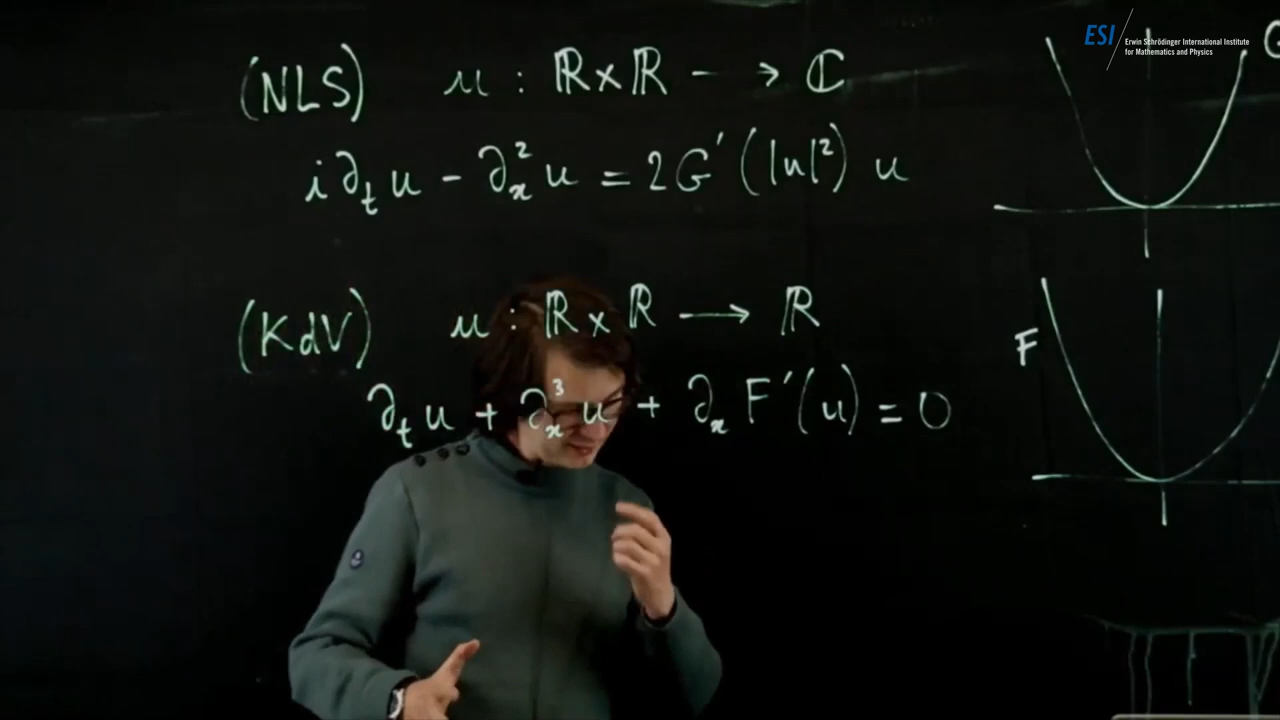 ESI Erwin Schrödinger International Institute
for Mathematics and Physics
(NLS) u : ℝ×ℝ → ℂ
i∂ₜu − ∂ₓ²u = 2G′(|u|²) u
(KdV) u : ℝ×ℝ → ℝ
∂ₜu + ∂ₓ³u + ∂ₓF′(u) = 0
F